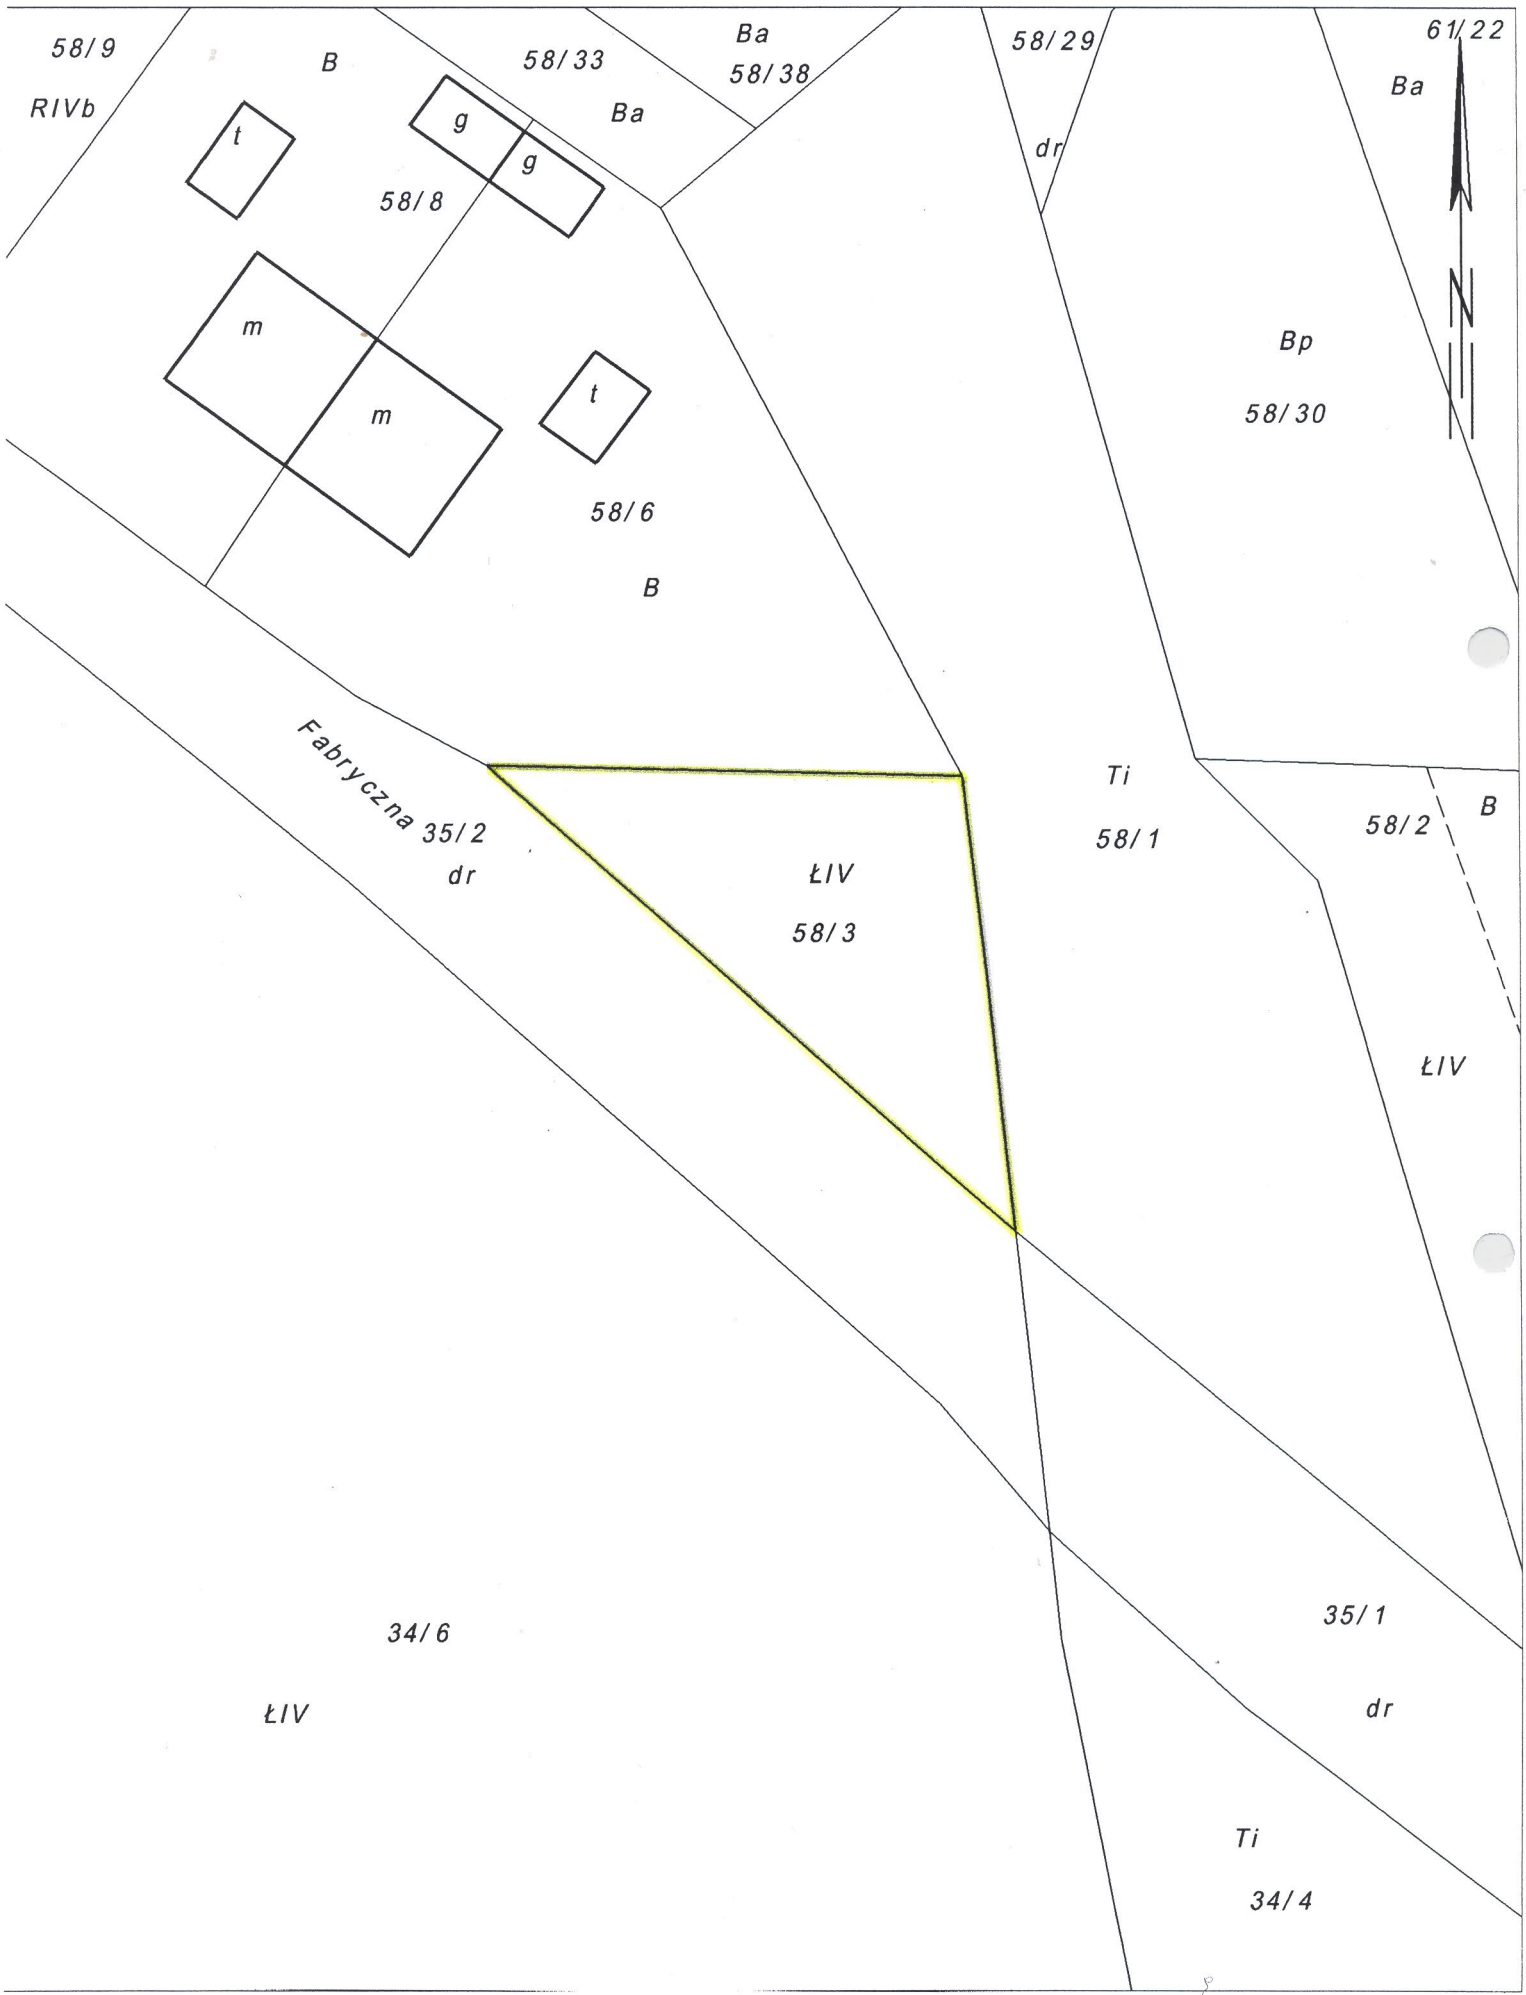 58/9
RIVb
B
58/33
Ba
Ba
58/38
58/29
dr
61/22
Ba
N
t
g
g
58/8
m
m
t
58/6
B
Bp
58/30
Fabryczna
35/2
dr
ŁIV
58/3
Ti
58/1
58/2
B
ŁIV
34/6
ŁIV
35/1
dr
Ti
34/4